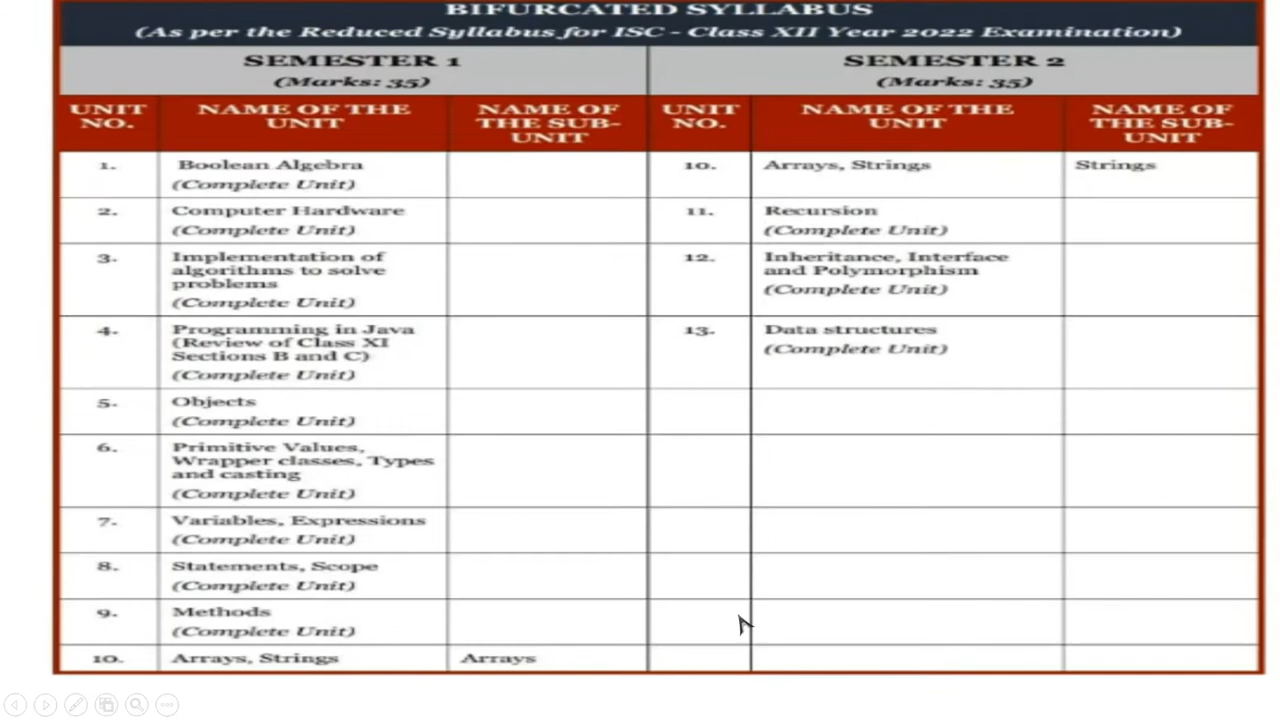 BIFURCATED SYLLABUS
(As per the Reduced Syllabus for ISC - Class XII Year 2022 Examination)
SEMESTER 1
(Marks: 35)
SEMESTER 2
(Marks: 35)
UNIT NO.
NAME OF THE UNIT
NAME OF THE SUB-UNIT
UNIT NO.
NAME OF THE UNIT
NAME OF THE SUB-UNIT
1.
Boolean Algebra
(Complete Unit)
10.
Arrays, Strings
Strings
2.
Computer Hardware
(Complete Unit)
11.
Recursion
(Complete Unit)
3.
Implementation of
algorithms to solve
problems
(Complete Unit)
12.
Inheritance, Interface
and Polymorphism
(Complete Unit)
4.
Programming in Java
(Review of Class XI
Sections B and C)
(Complete Unit)
13.
Data structures
(Complete Unit)
5.
Objects
(Complete Unit)
6.
Primitive Values,
Wrapper classes, Types
and casting
(Complete Unit)
7.
Variables, Expressions
(Complete Unit)
8.
Statements, Scope
(Complete Unit)
9.
Methods
(Complete Unit)
10.
Arrays, Strings
Arrays